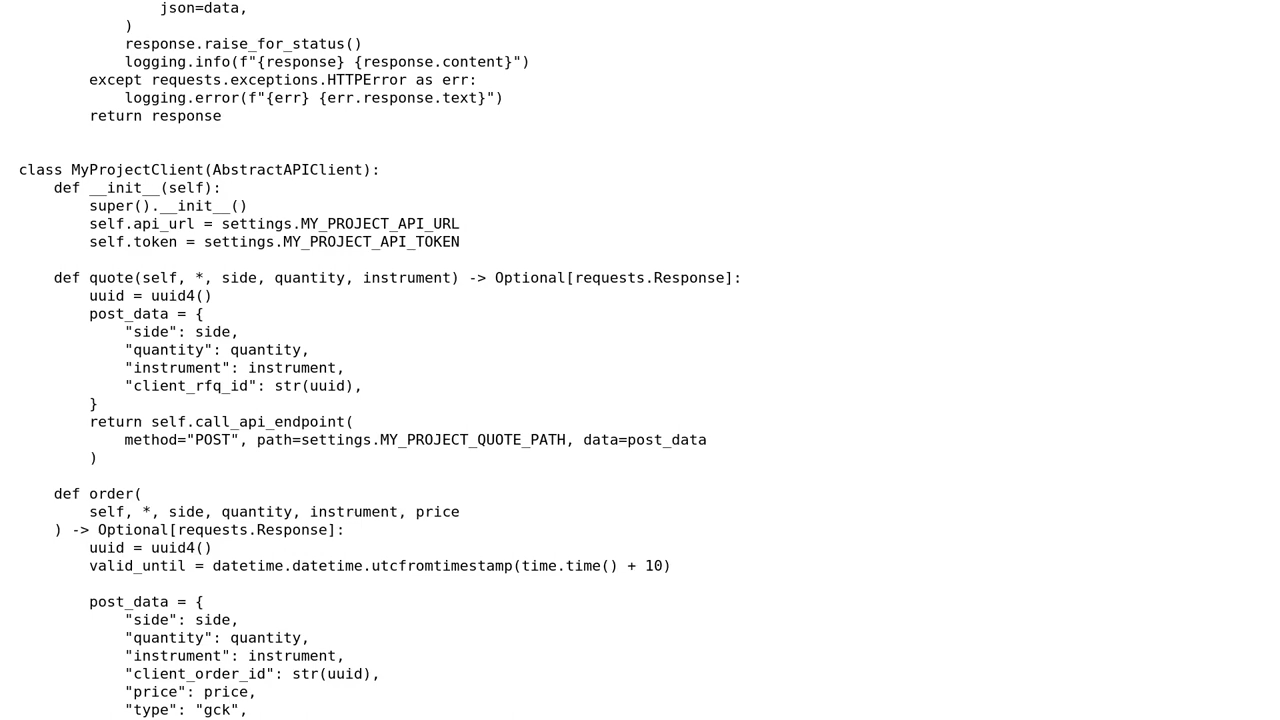 json=data,
            )
            response.raise_for_status()
            logging.info(f"{response} {response.content}")
        except requests.exceptions.HTTPError as err:
            logging.error(f"{err} {err.response.text}")
        return response

class MyProjectClient(AbstractAPIClient):
    def __init__(self):
        super().__init__()
        self.api_url = settings.MY_PROJECT_API_URL
        self.token = settings.MY_PROJECT_API_TOKEN

    def quote(self, *, side, quantity, instrument) -> Optional[requests.Response]:
        uuid = uuid4()
        post_data = {
            "side": side,
            "quantity": quantity,
            "instrument": instrument,
            "client_rfq_id": str(uuid),
        }
        return self.call_api_endpoint(
            method="POST", path=settings.MY_PROJECT_QUOTE_PATH, data=post_data
        )

    def order(
        self, *, side, quantity, instrument, price
    ) -> Optional[requests.Response]:
        uuid = uuid4()
        valid_until = datetime.datetime.utcfromtimestamp(time.time() + 10)

        post_data = {
            "side": side,
            "quantity": quantity,
            "instrument": instrument,
            "client_order_id": str(uuid),
            "price": price,
            "type": "gck",